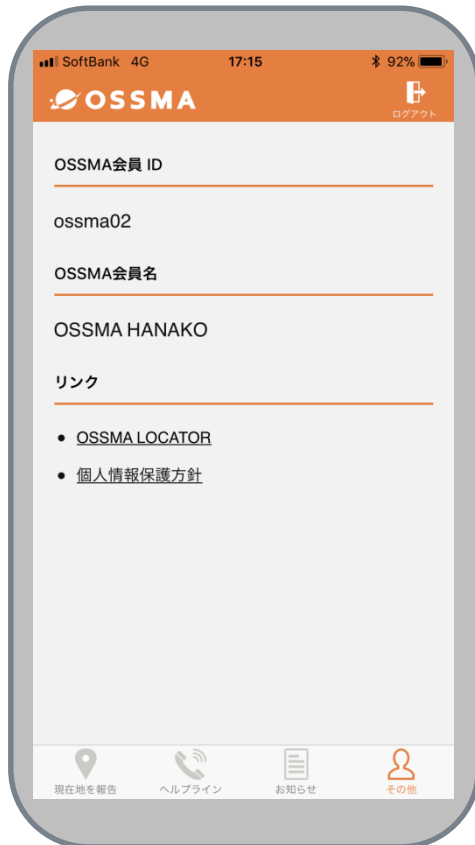 SoftBank 4G 17:15 92%
OSSMA
ログアウト
OSSMA会員 ID
ossma02
OSSMA会員名
OSSMA HANAKO
リンク
• OSSMA LOCATOR
• 個人情報保護方針
現在地を報告 ヘルプライン お知らせ その他